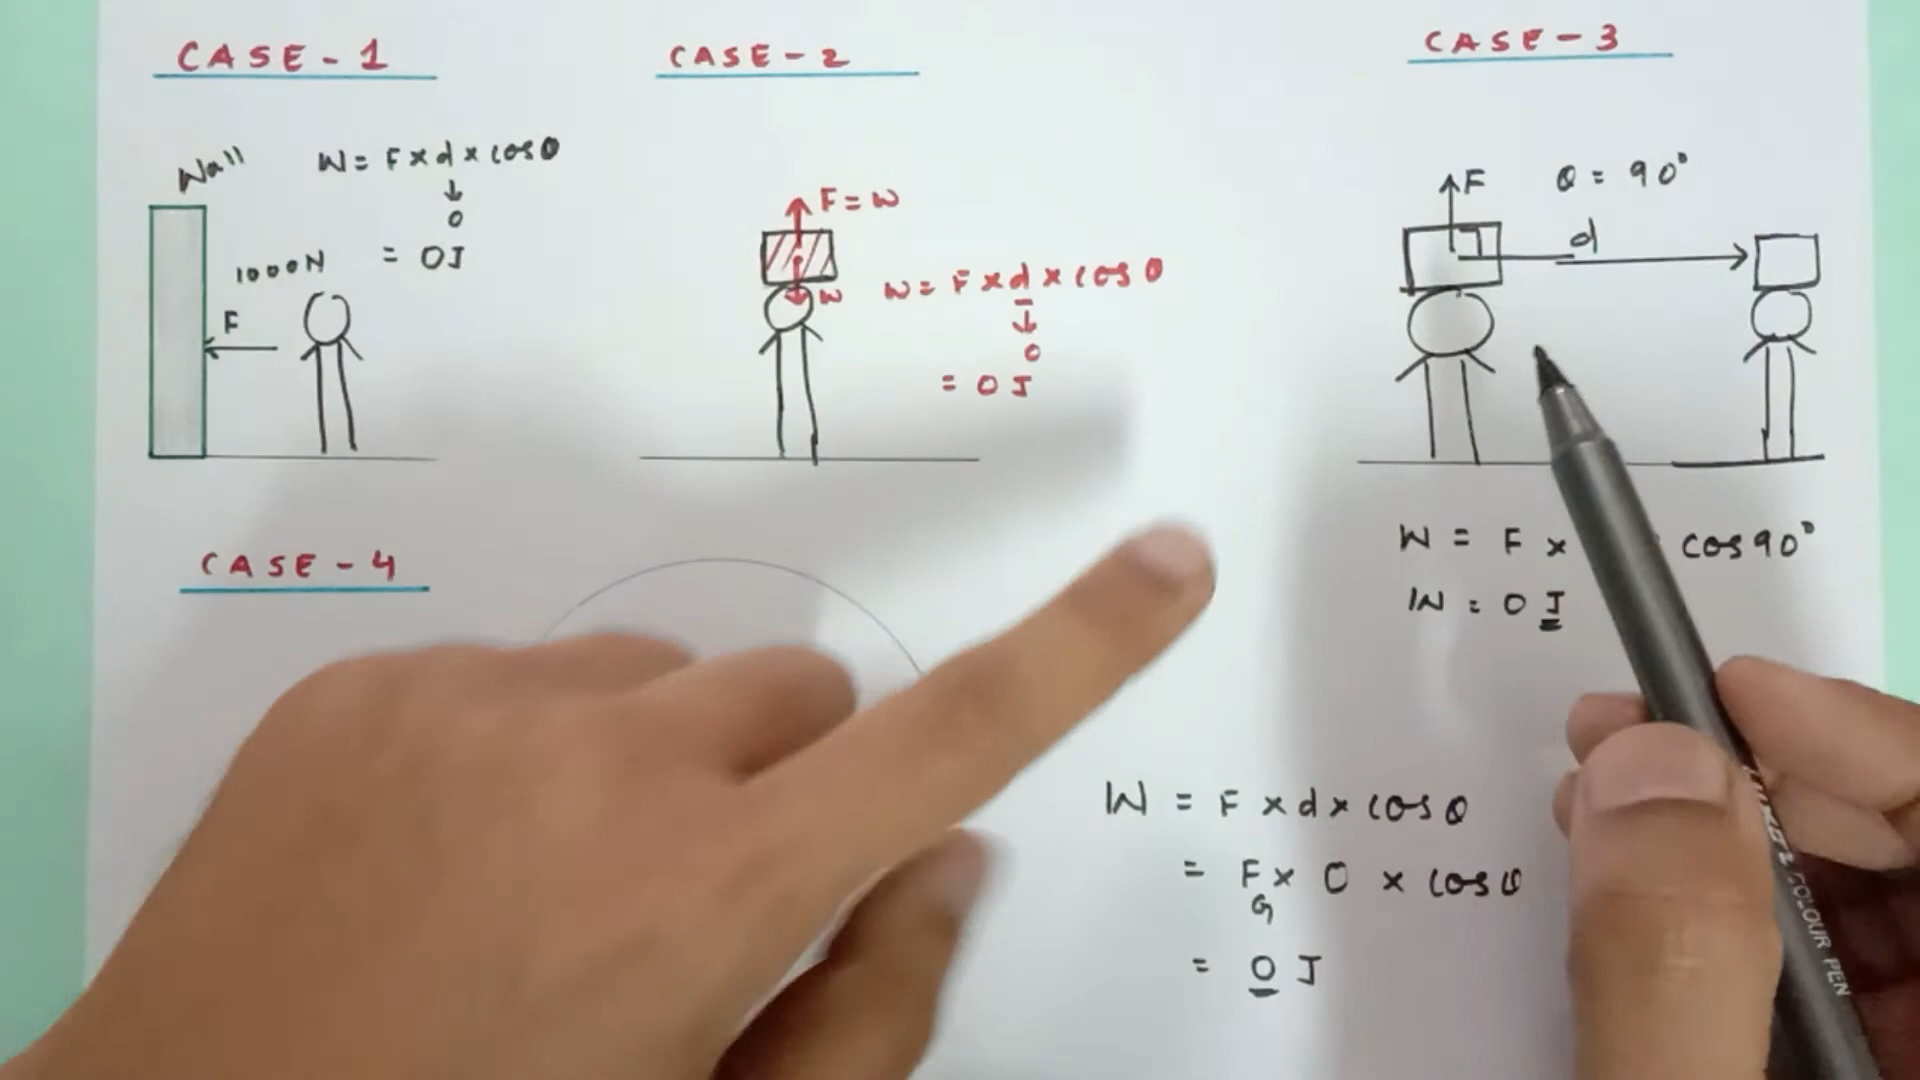 CASE - 1
Wall
W = F × d × cos θ
↓
0
= 0J
1000N
F
CASE - 2
F = W
W
W = F × d × cos θ
↓
0
= 0 J
CASE - 3
F
θ = 90°
d
W = F × cos 90°
W = 0 J
CASE - 4
W = F × d × cos θ
= F × 0 × cos θ
G
= 0 J
COLOUR PEN